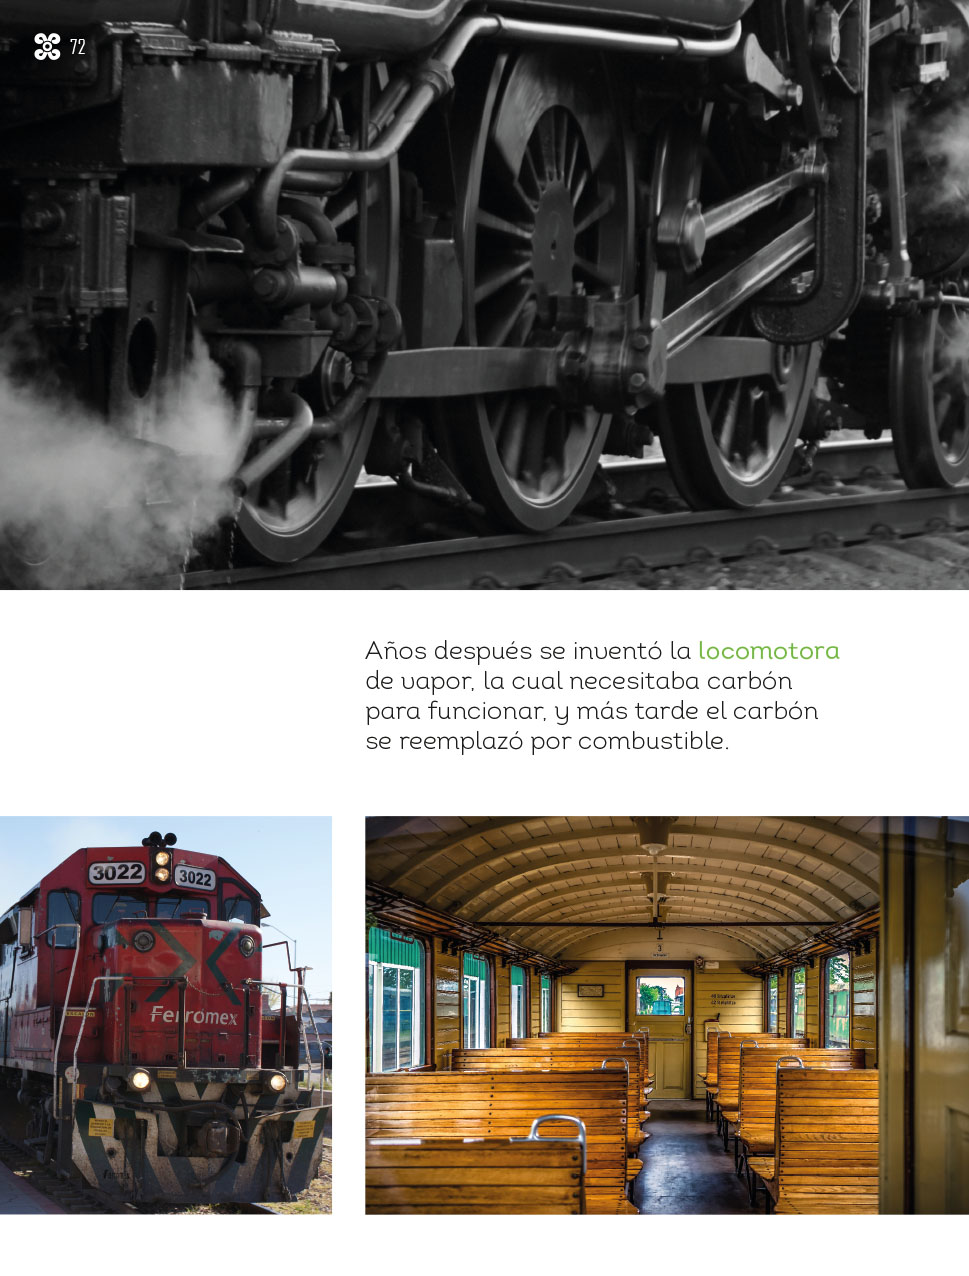 72
Años después se inventó la locomotora
de vapor, la cual necesitaba carbón
para funcionar, y más tarde el carbón
se reemplazó por combustible.
3022
3022
Ferromex
3